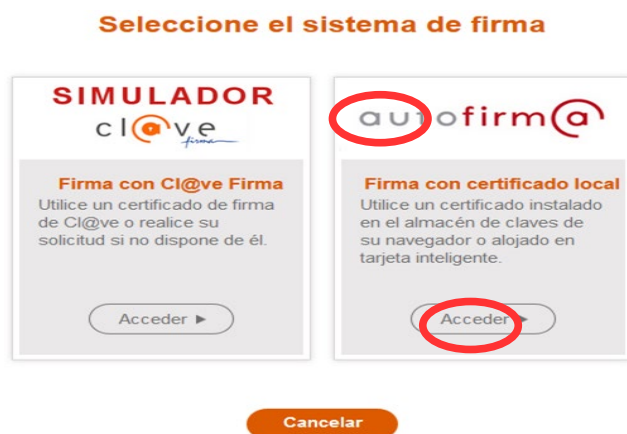 Seleccione el sistema de firma
SIMULADOR
cl@ve
firma
Firma con Cl@ve Firma
Utilice un certificado de firma
de Cl@ve o realice su
solicitud si no dispone de él.
Acceder ►
autofirm@
Firma con certificado local
Utilice un certificado instalado
en el almacén de claves de
su navegador o alojado en
tarjeta inteligente.
Acceder ►
Cancelar